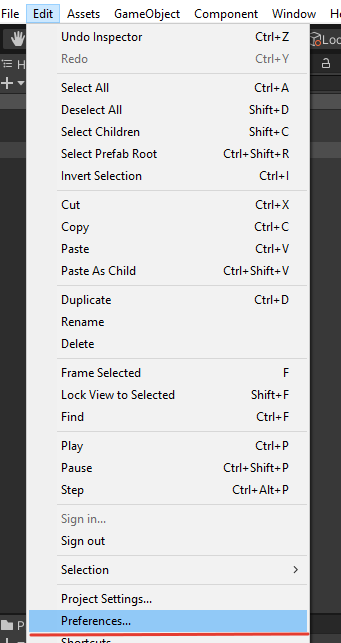 File Edit Assets GameObject Component Window H
Loc
H
Undo Inspector Ctrl+Z
Redo Ctrl+Y
Select All Ctrl+A
Deselect All Shift+D
Select Children Shift+C
Select Prefab Root Ctrl+Shift+R
Invert Selection Ctrl+I
Cut Ctrl+X
Copy Ctrl+C
Paste Ctrl+V
Paste As Child Ctrl+Shift+V
Duplicate Ctrl+D
Rename
Delete
Frame Selected F
Lock View to Selected Shift+F
Find Ctrl+F
Play Ctrl+P
Pause Ctrl+Shift+P
Step Ctrl+Alt+P
Sign in...
Sign out
Selection >
Project Settings...
P
Preferences...
Shortcuts